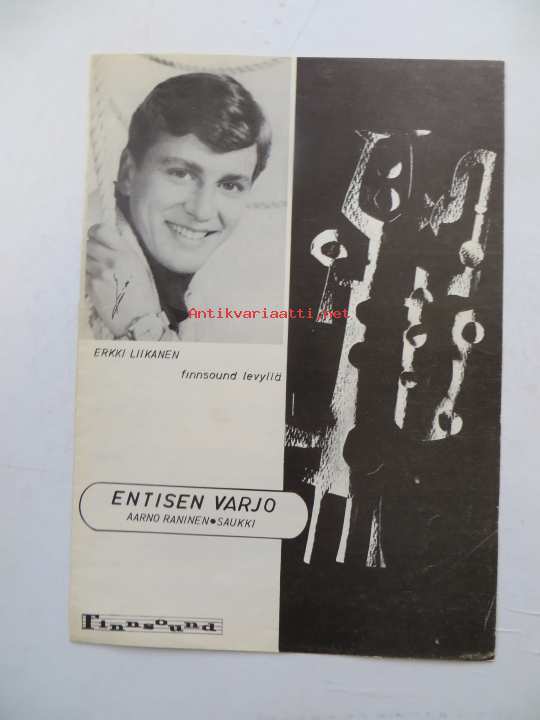 Antikvariaatti.net
ERKKI LIIKANEN
finnsound levyllä
ENTISEN VARJO
AARNO RANINEN•SAUKKI
Finnsound